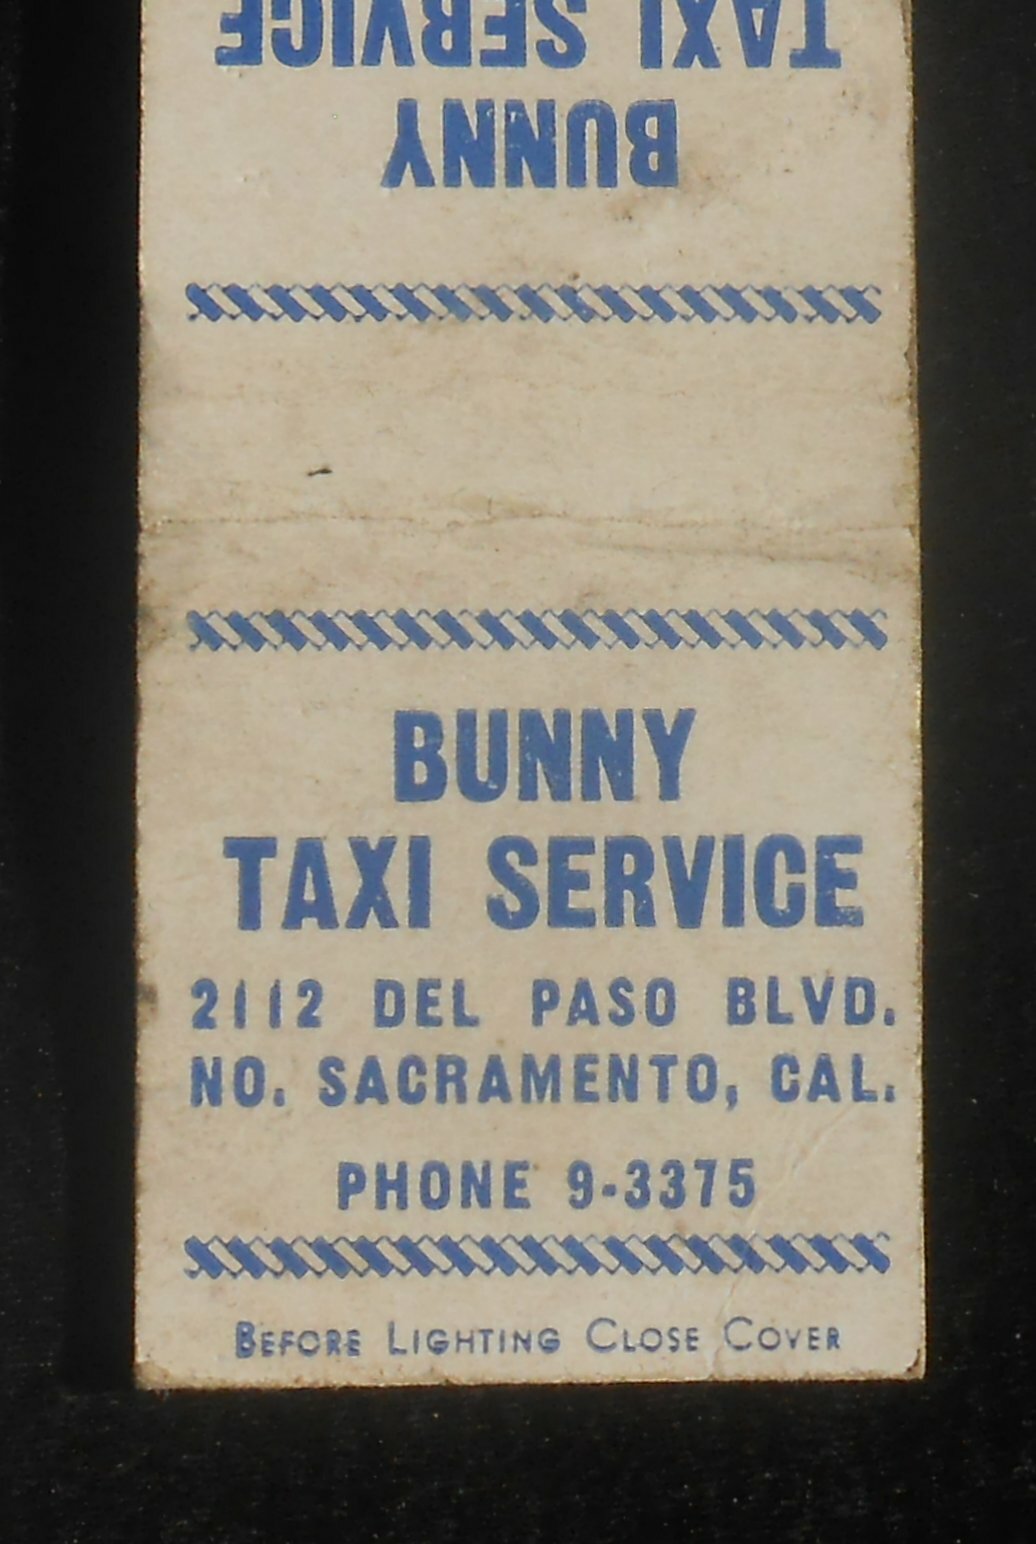 TAXI SERVICE
BUNNY
BUNNY
TAXI SERVICE
2112 DEL PASO BLVD.
NO. SACRAMENTO, CAL.
PHONE 9-3375
BEFORE LIGHTING CLOSE COVER